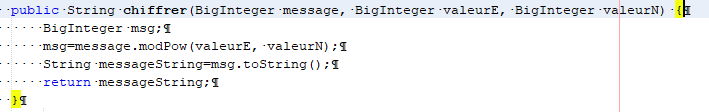 public String chiffrer(BigInteger message, BigInteger valeurE, BigInteger valeurN) {¶
BigInteger msg;¶
msg=message.modPow(valeurE, valeurN);¶
String messageString=msg.toString();¶
return messageString;¶
}¶